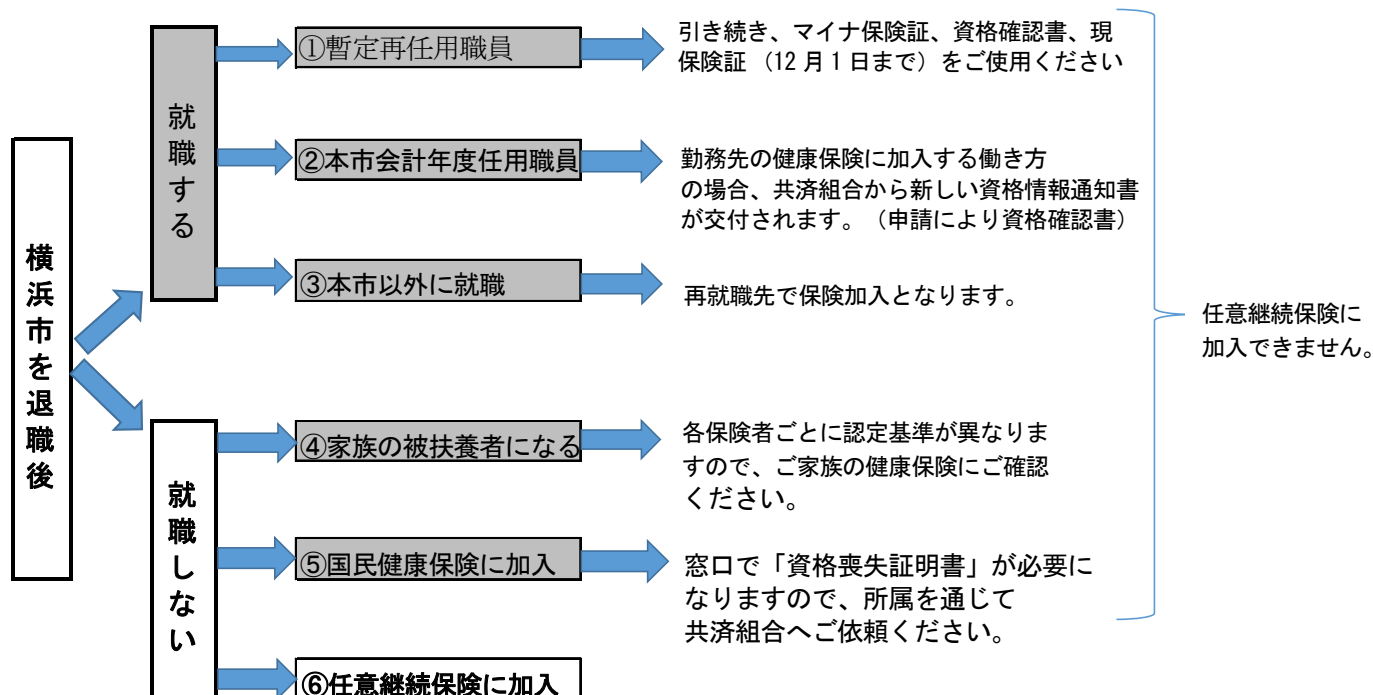 横浜市を退職後
就職する
①暫定再任用職員
引き続き、マイナ保険証、資格確認書、現
保険証（12月1日まで）をご使用ください
②本市会計年度任用職員
勤務先の健康保険に加入する働き方
の場合、共済組合から新しい資格情報通知書
が交付されます。（申請により資格確認書）
③本市以外に就職
再就職先で保険加入となります。
就職しない
④家族の被扶養者になる
各保険者ごとに認定基準が異なりま
すので、ご家族の健康保険にご確認
ください。
⑤国民健康保険に加入
窓口で「資格喪失証明書」が必要に
なりますので、所属を通じて
共済組合へご依頼ください。
⑥任意継続保険に加入
任意継続保険に
加入できません。